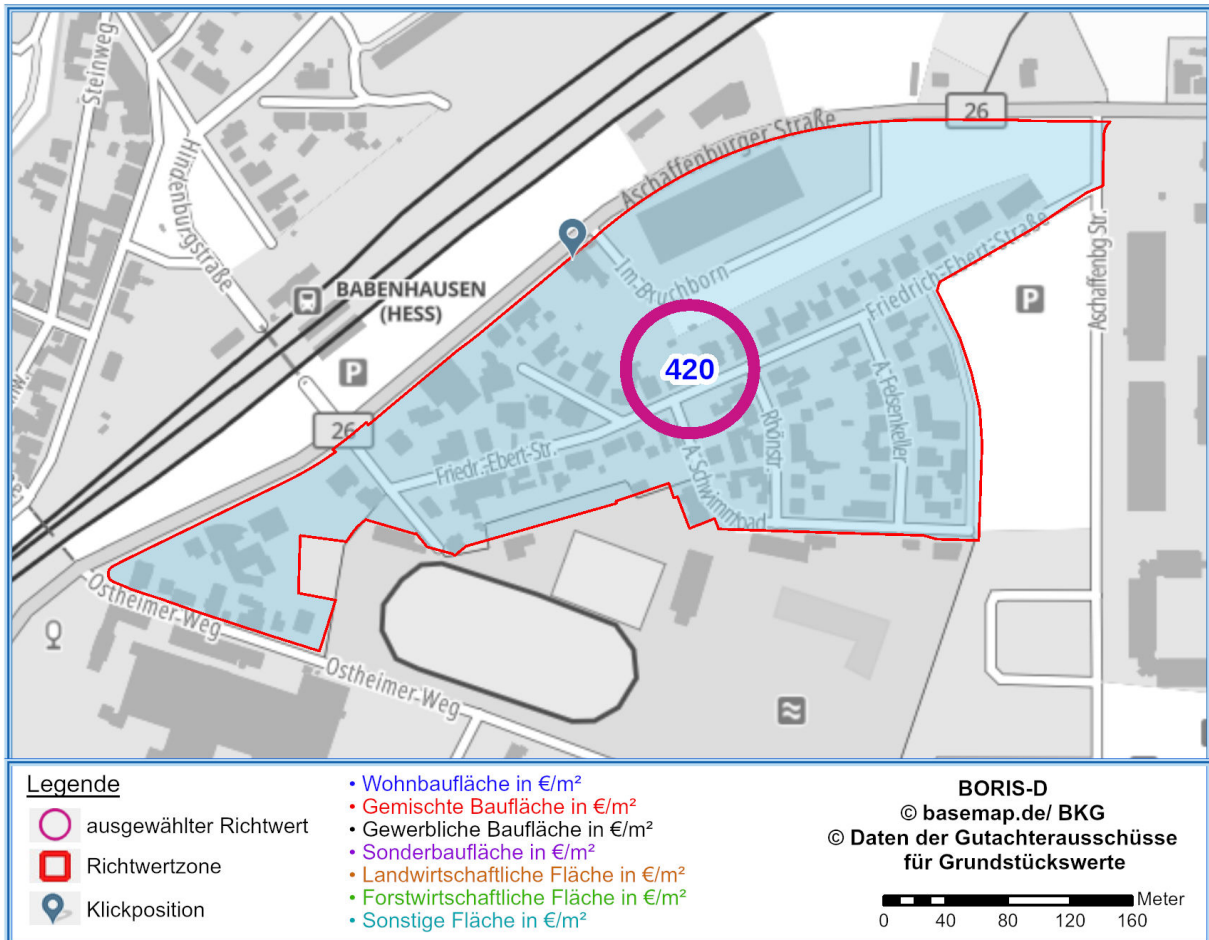 Steinweg
Hindenburgstraße
26
Aschaffenburger Straße
Im-Bruchborn
BABENHAUSEN
(HESS)
P
P
Friedrich-Ebert-Straße
Aschaffenbg Str.
420
26
A. Felsenkeller
Rhönstr.
Friedr.-Ebert-Str.
A. Schwimmbad
Ostheimer-Weg
Ostheimer-Weg
Legende
ausgewählter Richtwert
Richtwertzone
Klickposition
• Wohnbaufläche in €/m²
• Gemischte Baufläche in €/m²
• Gewerbliche Baufläche in €/m²
• Sonderbaufläche in €/m²
• Landwirtschaftliche Fläche in €/m²
• Forstwirtschaftliche Fläche in €/m²
• Sonstige Fläche in €/m²
BORIS-D
© basemap.de/ BKG
© Daten der Gutachterausschüsse
für Grundstückswerte
Meter
0 40 80 120 160